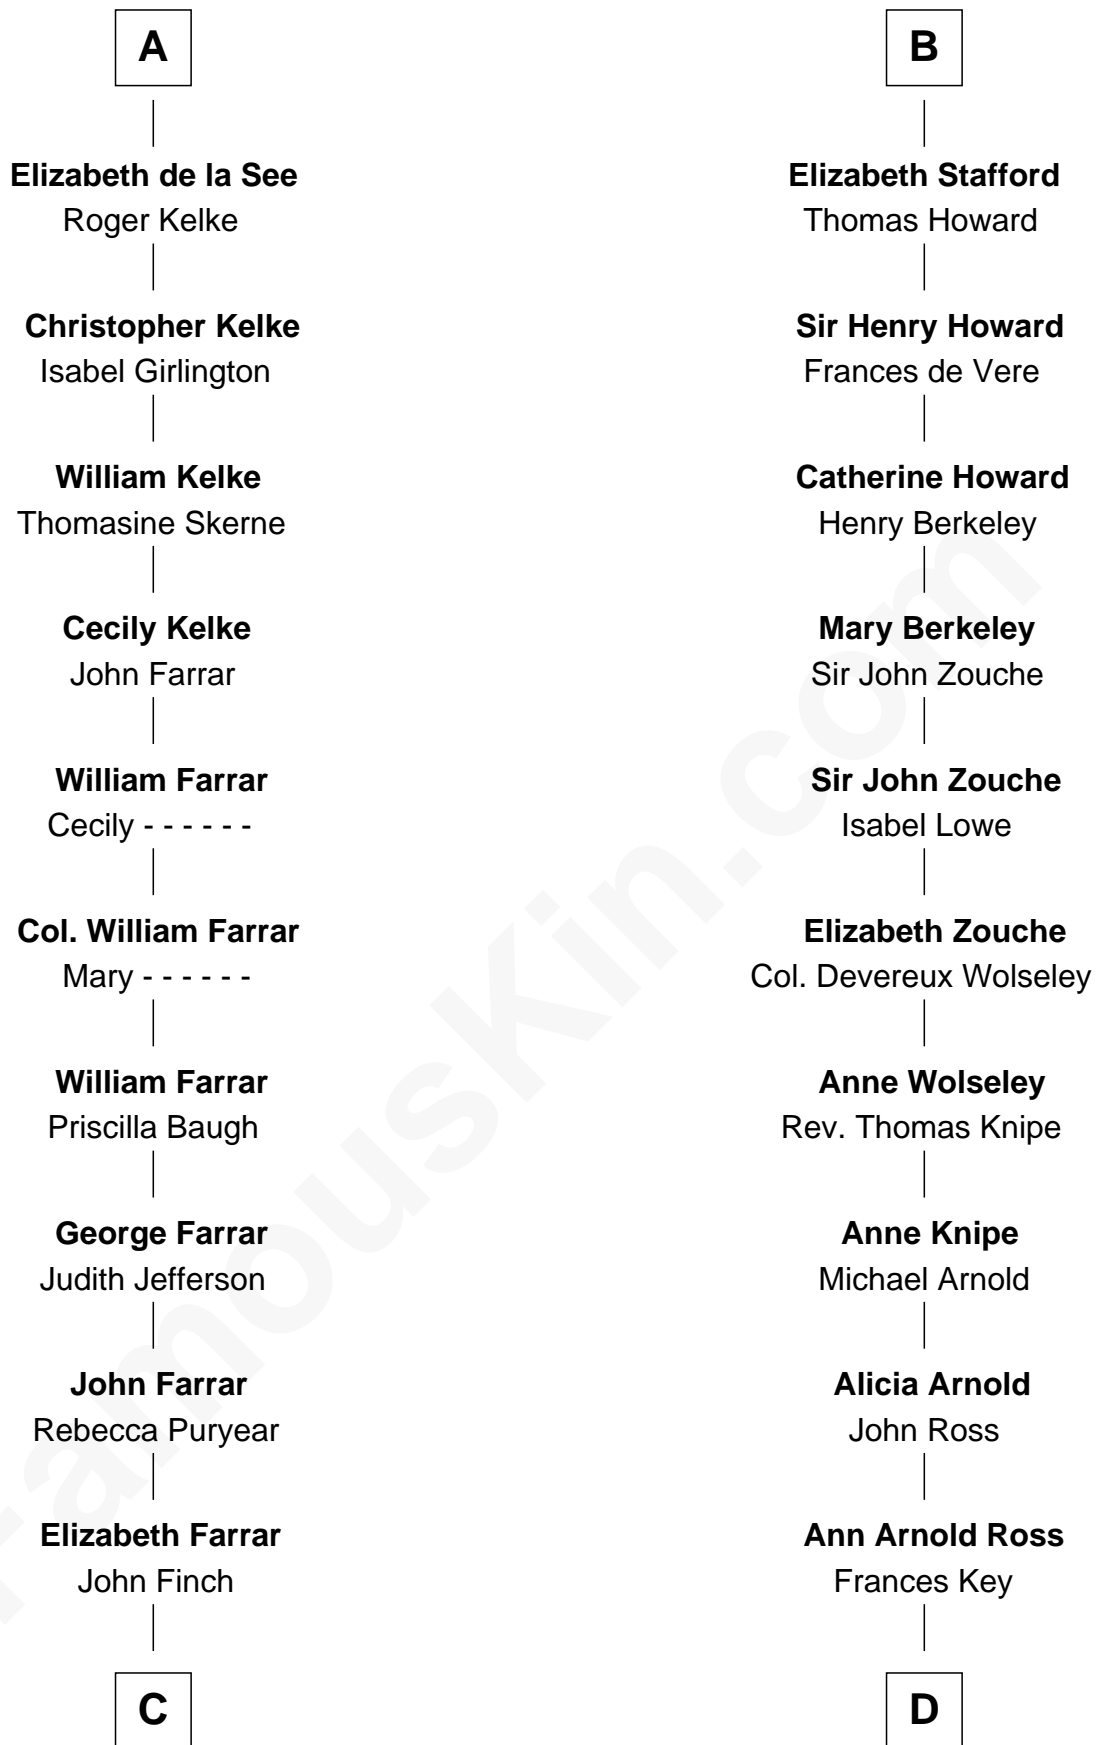 A
Elizabeth de la See
Roger Kelke
Christopher Kelke
Isabel Girlington
William Kelke
Thomasine Skerne
Cecily Kelke
John Farrar
William Farrar
Cecily - - - - - -
Col. William Farrar
Mary - - - - - -
William Farrar
Priscilla Baugh
George Farrar
Judith Jefferson
John Farrar
Rebecca Puryear
Elizabeth Farrar
John Finch
C
B
Elizabeth Stafford
Thomas Howard
Sir Henry Howard
Frances de Vere
Catherine Howard
Henry Berkeley
Mary Berkeley
Sir John Zouche
Sir John Zouche
Isabel Lowe
Elizabeth Zouche
Col. Devereux Wolseley
Anne Wolseley
Rev. Thomas Knipe
Anne Knipe
Michael Arnold
Alicia Arnold
John Ross
Ann Arnold Ross
Frances Key
D
FamousKin.com